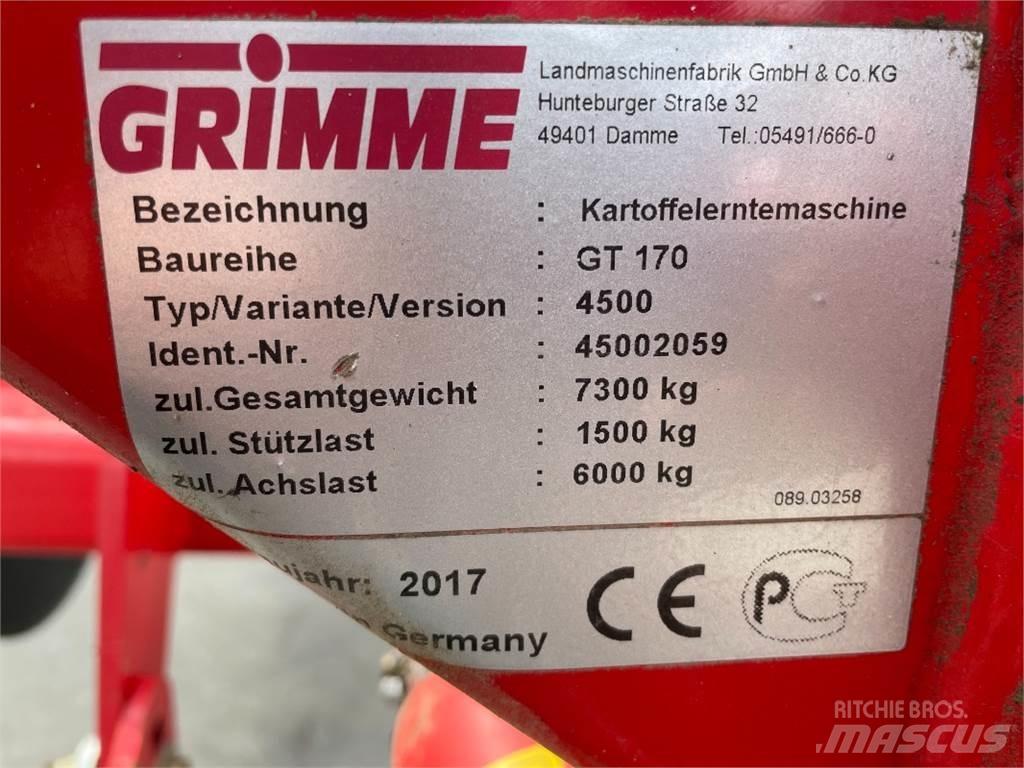 GRIMME
Landmaschinenfabrik GmbH & Co.KG
Hunteburger Straße 32
49401 Damme Tel.:05491/666-0
Bezeichnung : Kartoffelerntemaschine
Baureihe : GT 170
Typ/Variante/Version : 4500
Ident.-Nr. : 45002059
zul.Gesamtgewicht : 7300 kg
zul. Stützlast : 1500 kg
zul. Achslast : 6000 kg
089.03258
2017
Germany
CE
RITCHIE BROS.
MASCUS